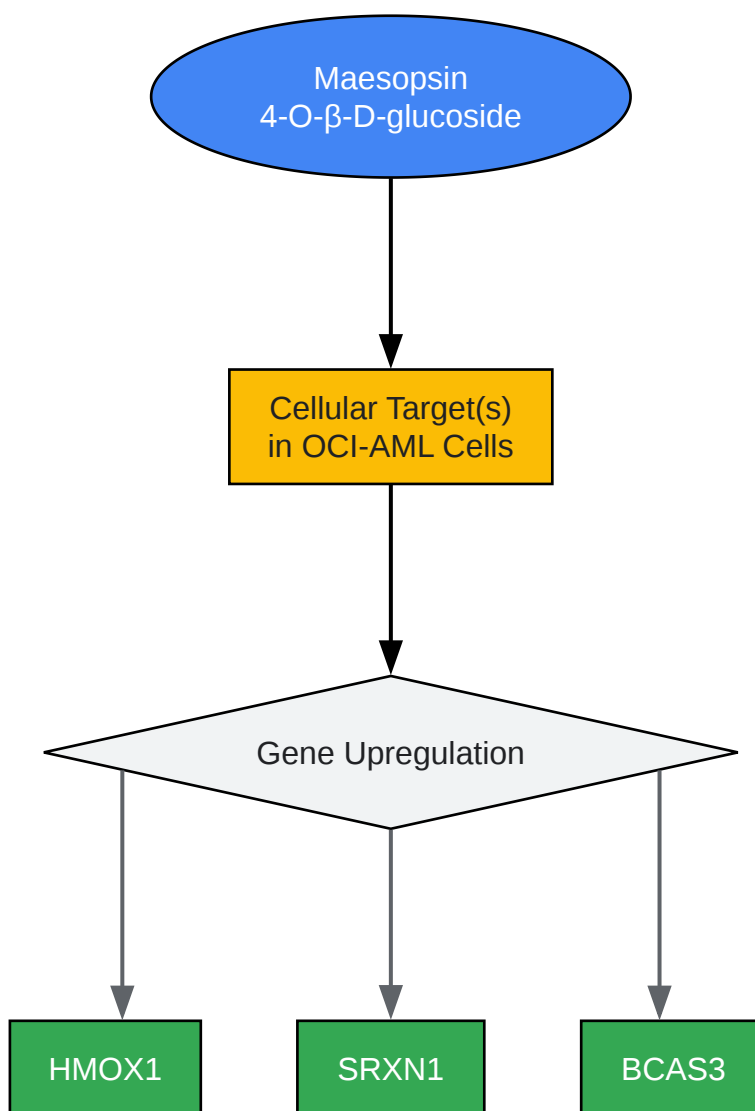 Maesopsin
4-O-β-D-glucoside
Cellular Target(s)
in OCI-AML Cells
Gene Upregulation
HMOX1
SRXN1
BCAS3